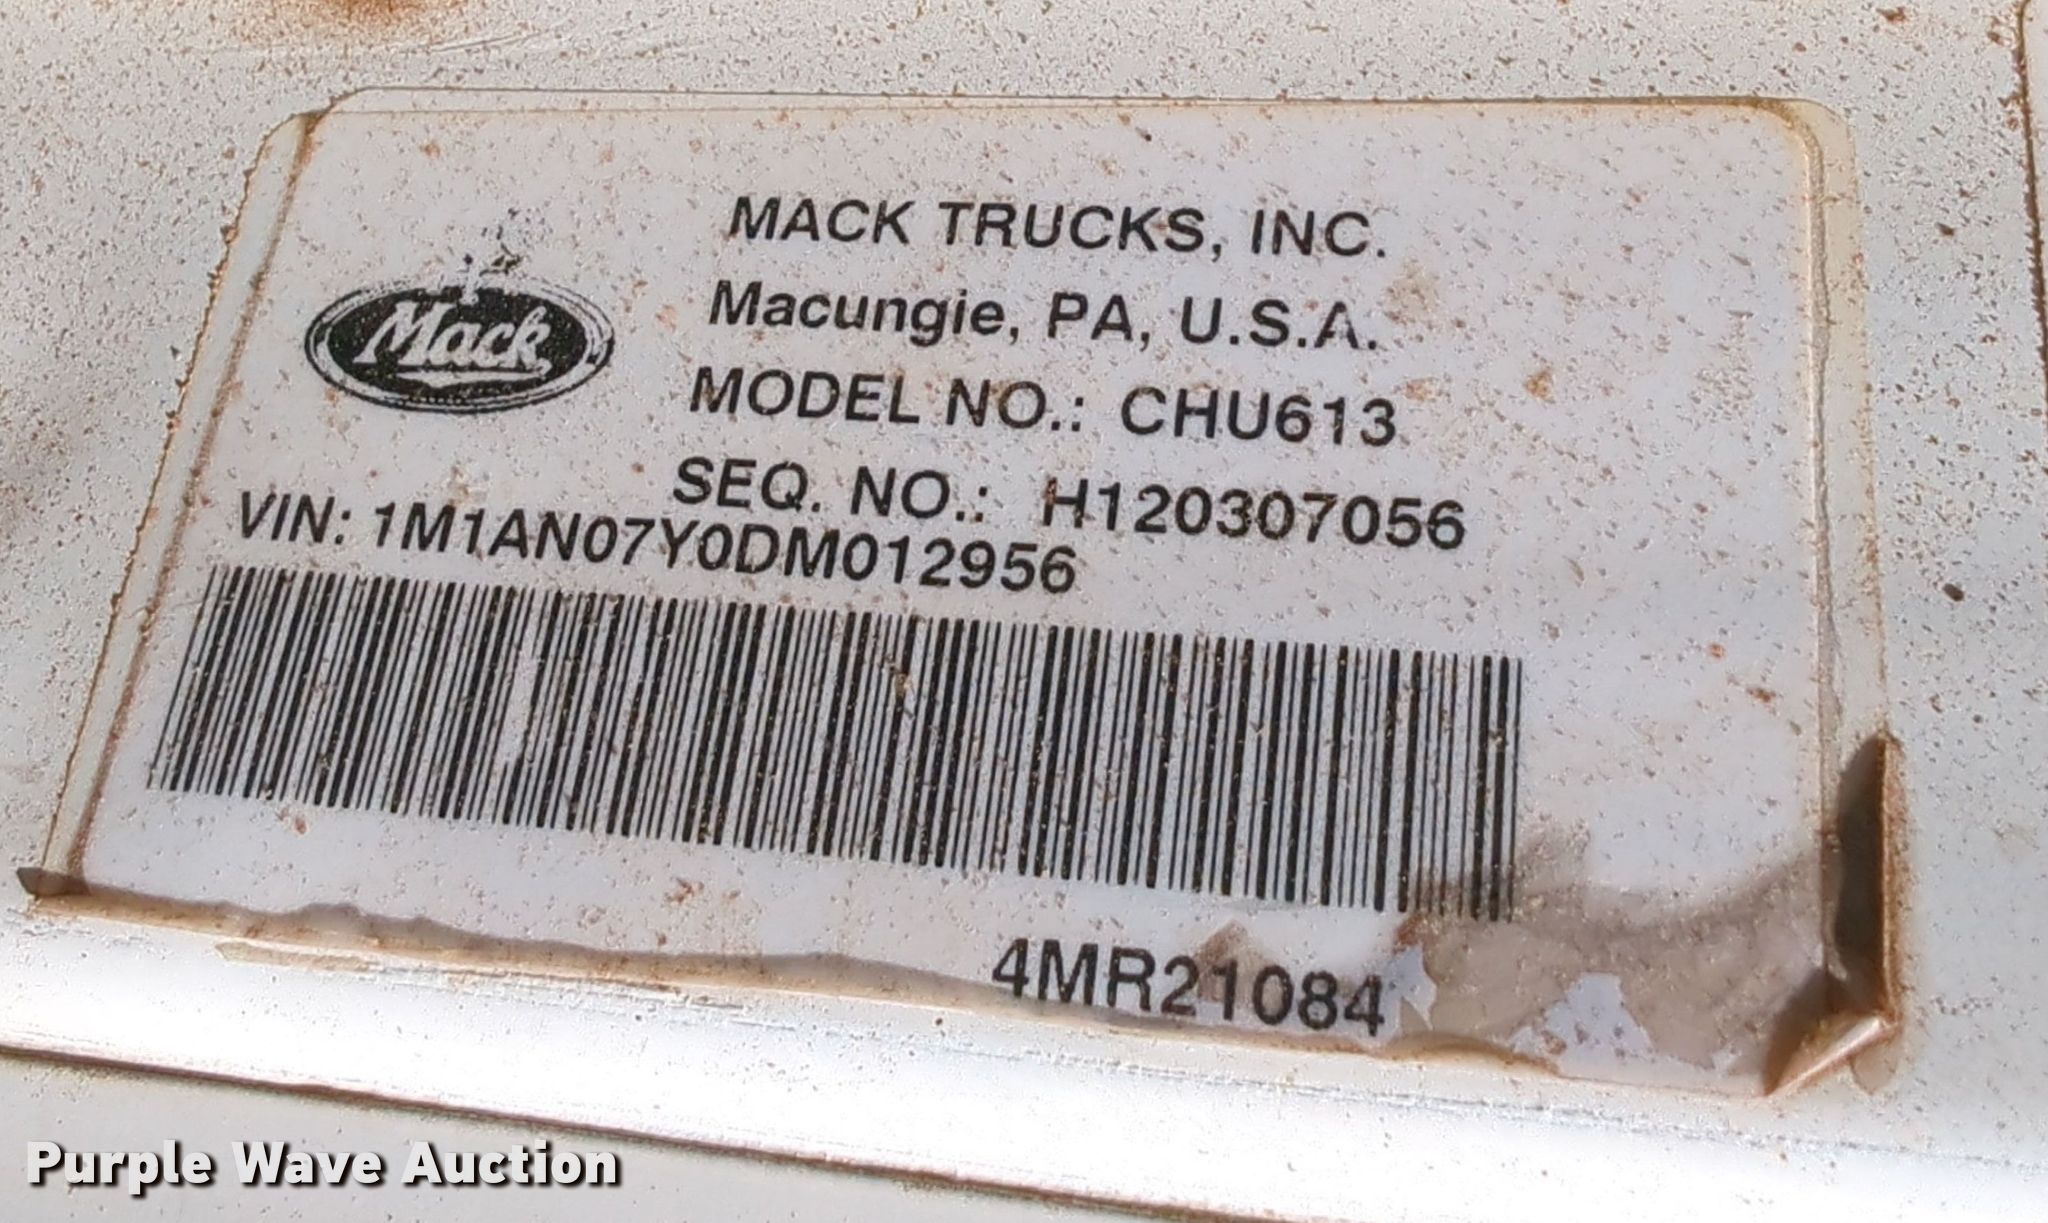 Mack
MACK TRUCKS, INC.
Macungie, PA, U.S.A.
MODEL NO.: CHU613
SEQ. NO.: H120307056
VIN: 1M1AN07Y0DM012956
4MR21084
Purple Wave Auction